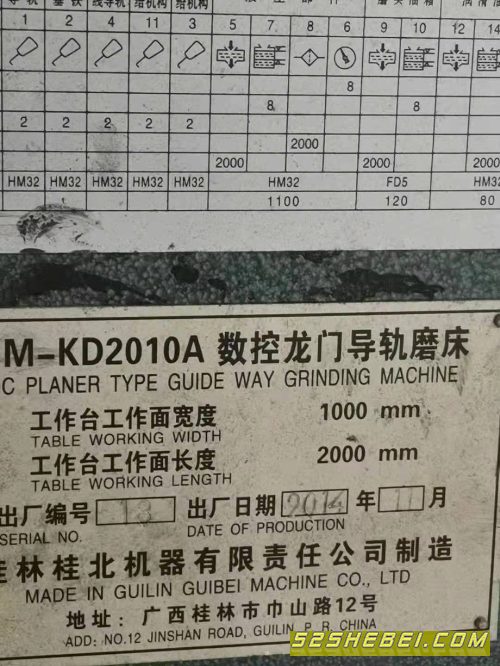 1 2 4 11 3 5 7 8 6 9 10 12 14
8
8 10
2 2 2 2 2
2000
2000 2000 2000
HM32 HM32 HM32 HM32 HM32 HM32 FD5 HM32
1100 120 80
M-KD2010A 数控龙门导轨磨床
C PLANER TYPE GUIDE WAY GRINDING MACHINE
工作台工作面宽度 1000 mm
TABLE WORKING WIDTH
工作台工作面长度 2000 mm
TABLE WORKING LENGTH
出厂编号 13 出厂日期 2014 年 11 月
SERIAL NO. DATE OF PRODUCTION
桂林桂北机器有限责任公司制造
MADE IN GUILIN GUIBEI MACHINE CO., LTD
地址: 广西桂林市巾山路12号
ADD: NO.12 JINSHAN ROAD, GUILIN P. R. CHINA
52SHEBEI.COM